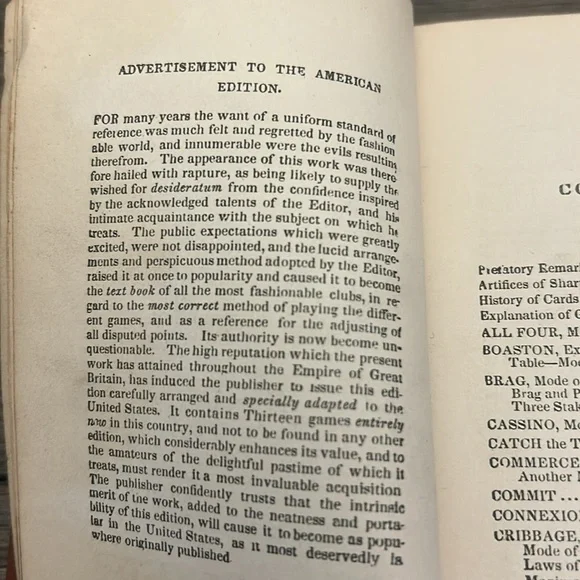 ADVERTISEMENT TO THE AMERICAN
EDITION.
FOR many years the want of a uniform standard of
reference was much felt and regretted by the fashion
able world, and innumerable were the evils resulting
therefrom. The appearance of this work was there
fore hailed with rapture, as being likely to supply the
wished for desideratum from the confidence inspired
by the acknowledged talents of the Editor, and his
intimate acquaintance with the subject on which he
treats. The public expectations which were greatly
excited, were not disappointed, and the lucid arrange-
ments and perspicuous method adopted by the Editor,
raised it at once to popularity and caused it to become
the text book of all the most fashionable clubs, in re-
gard to the most correct method of playing the differ-
ent games, and as a reference for the adjusting of
all disputed points. Its authority is now become un-
questionable. The high reputation which the present
work has attained throughout the Empire of Great
Britain, has induced the publisher to issue this edi-
tion carefully arranged and specially adapted to the
United States. It contains Thirteen games entirely
new in this country, and not to be found in any other
edition, which considerably enhances its value, and to
the amateurs of the delightful pastime of which it
treats, must render it a most invaluable acquisition
The publisher confidently trusts that the intrinsic
merit of the work, added to the neatness and porta-
bility of this edition, will cause it to become as popu-
lar in the United States, as it most deservedly is
where originally published
CO
Prefatory Remar
Artifices of Shar
History of Cards
Explanation of G
ALL FOUR, M
BOASTON, Ex
Table—Mo
BRAG, Mode o
Brag and P
Three Stak
CASSINO, Mo
CATCH the T
COMMERCE
Another M
COMMIT ...
CONNEXIO
CRIBBAGE,
Mode of
Laws of